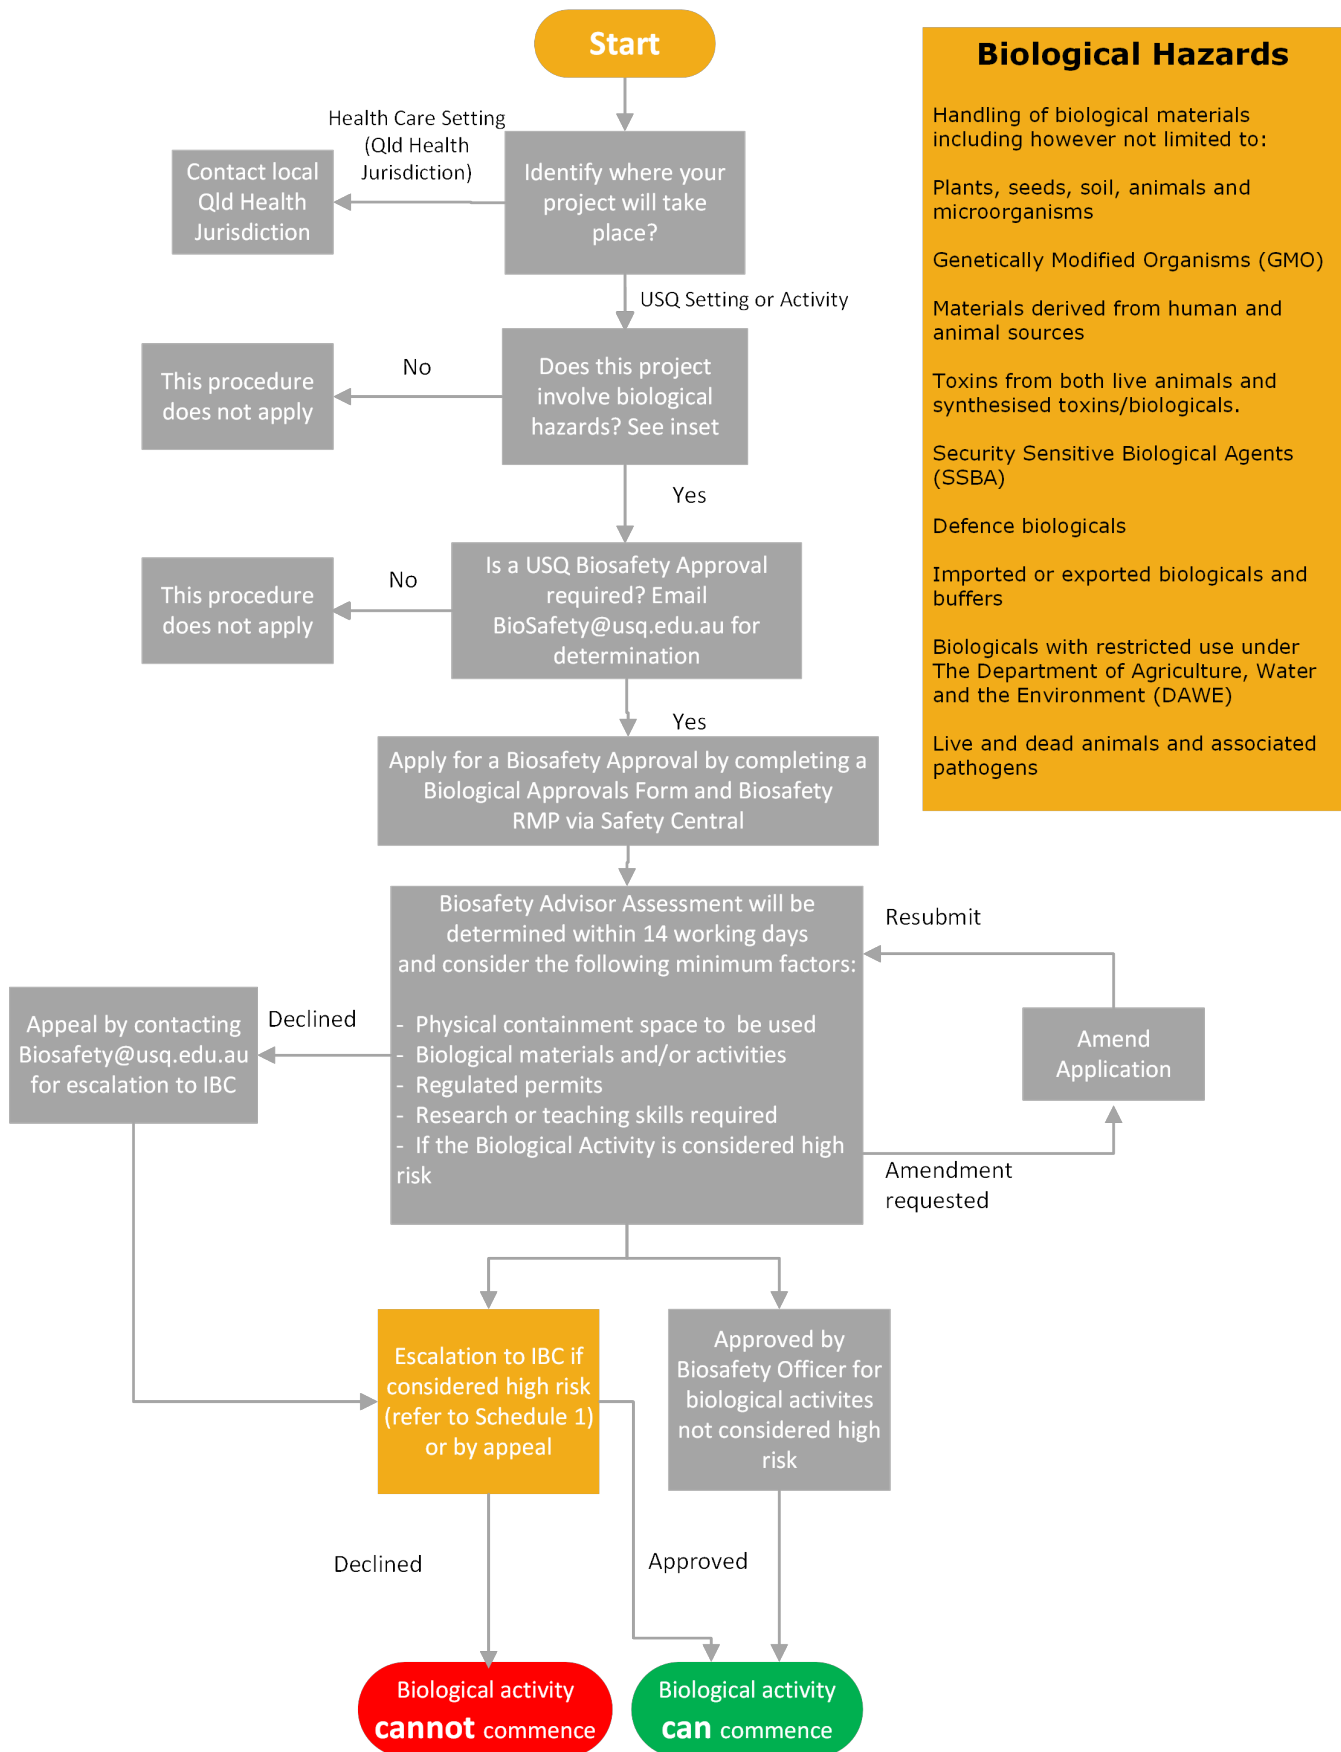 Start
Health Care Setting
(Qld Health
Jurisdiction)
Contact local
Qld Health
Jurisdiction
Identify where your
project will take
place?
USQ Setting or Activity
No
This procedure
does not apply
Does this project
involve biological
hazards? See inset
Yes
No
This procedure
does not apply
Is a USQ Biosafety Approval
required? Email
BioSafety@usq.edu.au for
determination
Yes
Apply for a Biosafety Approval by completing a
Biological Approvals Form and Biosafety
RMP via Safety Central
Biosafety Advisor Assessment will be
determined within 14 working days
and consider the following minimum factors:
- Physical containment space to be used
- Biological materials and/or activities
- Regulated permits
- Research or teaching skills required
- If the Biological Activity is considered high
risk
Resubmit
Amend
Application
Amendment
requested
Declined
Appeal by contacting
Biosafety@usq.edu.au
for escalation to IBC
Escalation to IBC if
considered high risk
(refer to Schedule 1)
or by appeal
Approved by
Biosafety Officer for
biological activites
not considered high
risk
Declined
Approved
Biological activity
cannot commence
Biological activity
can commence
Biological Hazards
Handling of biological materials
including however not limited to:
Plants, seeds, soil, animals and
microorganisms
Genetically Modified Organisms (GMO)
Materials derived from human and
animal sources
Toxins from both live animals and
synthesised toxins/biologicals.
Security Sensitive Biological Agents
(SSBA)
Defence biologicals
Imported or exported biologicals and
buffers
Biologicals with restricted use under
The Department of Agriculture, Water
and the Environment (DAWE)
Live and dead animals and associated
pathogens